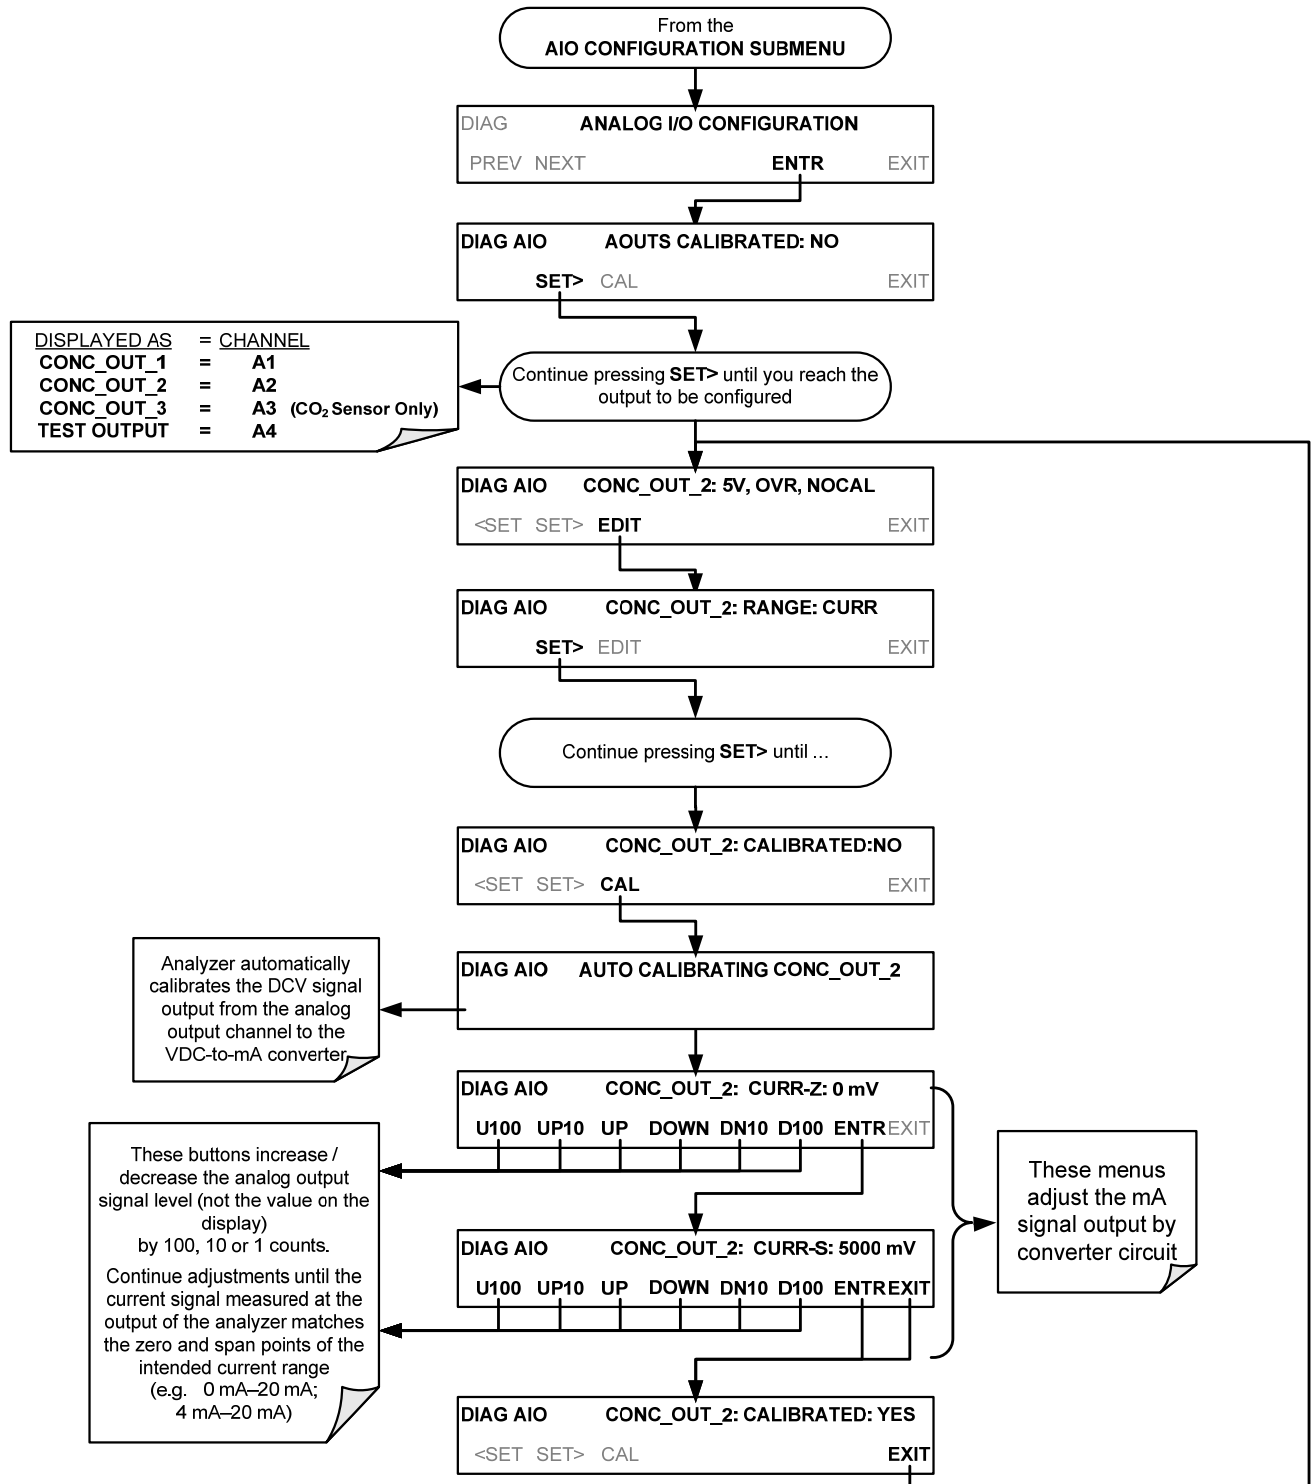 From the
AIO CONFIGURATION SUBMENU
DIAG ANALOG I/O CONFIGURATION
PREV NEXT ENTR EXIT
DIAG AIO AOUTS CALIBRATED: NO
SET> CAL EXIT
DISPLAYED AS = CHANNEL
CONC_OUT_1 = A1
CONC_OUT_2 = A2
CONC_OUT_3 = A3 (CO₂ Sensor Only)
TEST OUTPUT = A4
Continue pressing SET> until you reach the
output to be configured
DIAG AIO CONC_OUT_2: 5V, OVR, NOCAL
<SET SET> EDIT EXIT
DIAG AIO CONC_OUT_2: RANGE: CURR
SET> EDIT EXIT
Continue pressing SET> until ...
DIAG AIO CONC_OUT_2: CALIBRATED:NO
<SET SET> CAL EXIT
Analyzer automatically
calibrates the DCV signal
output from the analog
output channel to the
VDC-to-mA converter
DIAG AIO AUTO CALIBRATING CONC_OUT_2
DIAG AIO CONC_OUT_2: CURR-Z: 0 mV
U100 UP10 UP DOWN DN10 D100 ENTR EXIT
These buttons increase /
decrease the analog output
signal level (not the value on the
display)
by 100, 10 or 1 counts.
Continue adjustments until the
current signal measured at the
output of the analyzer matches
the zero and span points of the
intended current range
(e.g. 0 mA–20 mA;
4 mA–20 mA)
These menus
adjust the mA
signal output by
converter circuit
DIAG AIO CONC_OUT_2: CURR-S: 5000 mV
U100 UP10 UP DOWN DN10 D100 ENTR EXIT
DIAG AIO CONC_OUT_2: CALIBRATED: YES
<SET SET> CAL EXIT